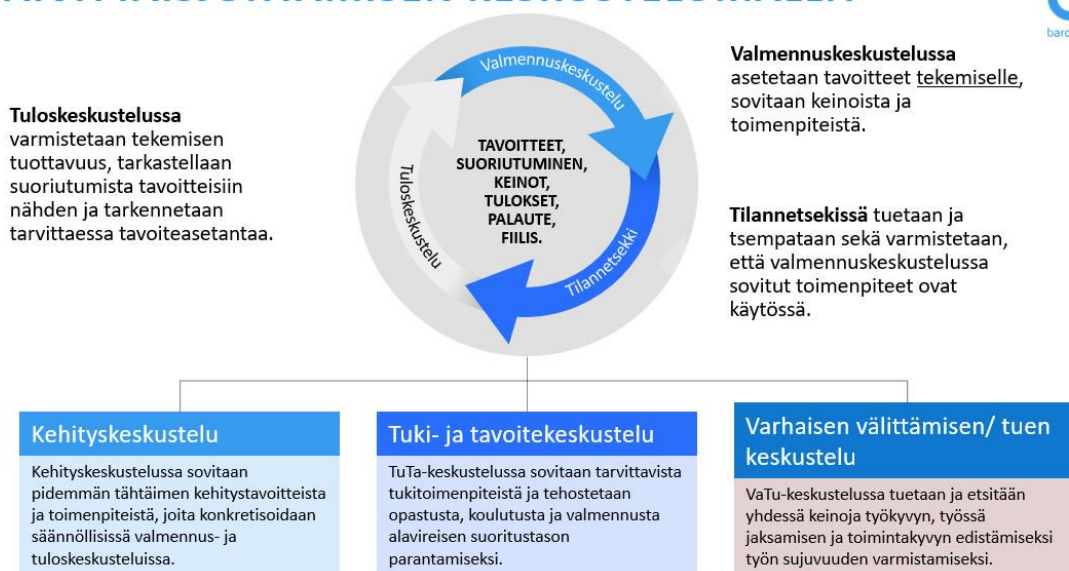 Tuloskeskustelussa
varmistetaan tekemisen
tuottavuus, tarkastellaan
suoriutumista tavoitteisiin
nähden ja tarkennetaan
tarvittaessa tavoiteasetantaa.
Valmennuskeskustelu
Tilannetsekki
Tuloskeskustelu
TAVOITTEET,
SUORIUTUMINEN,
KEINOT,
TULOKSET,
PALAUTE,
FIILIS.
Valmennuskeskustelussa
asetetaan tavoitteet tekemiselle,
sovitaan keinoista ja
toimenpiteistä.
Tilannetsekissä tuetaan ja
tsempataan sekä varmistetaan,
että valmennuskeskustelussa
sovitut toimenpiteet ovat
käytössä.
Kehityskeskustelu
Kehityskeskustelussa sovitaan
pidemmän tähtäimen kehitystavoitteista
ja toimenpiteistä, joita konkretisoidaan
säännöllisissä valmennus- ja
tuloskeskusteluissa.
Tuki- ja tavoitekeskustelu
TuTa-keskustelussa sovitaan tarvittavista
tukitoimenpiteistä ja tehostetaan
opastusta, koulutusta ja valmennusta
alavireisen suoritustason
parantamiseksi.
Varhaisen välittämisen/ tuen
keskustelu
VaTu-keskustelussa tuetaan ja etsitään
yhdessä keinoja työkyvyn, työssä
jaksamisen ja toimintakyvyn edistämiseksi
työn sujuvuuden varmistamiseksi.